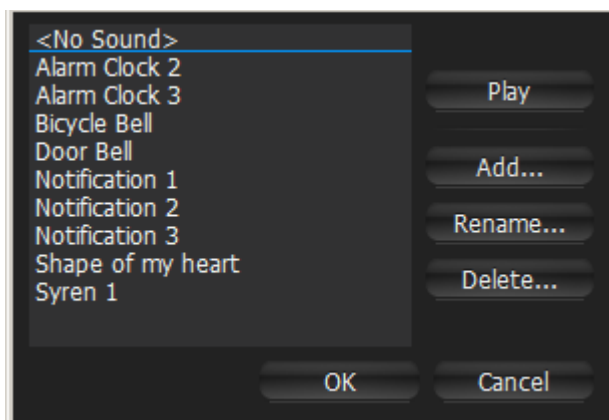 <No Sound>
Alarm Clock 2
Alarm Clock 3
Bicycle Bell
Door Bell
Notification 1
Notification 2
Notification 3
Shape of my heart
Syren 1
Play
Add...
Rename...
Delete...
OK
Cancel